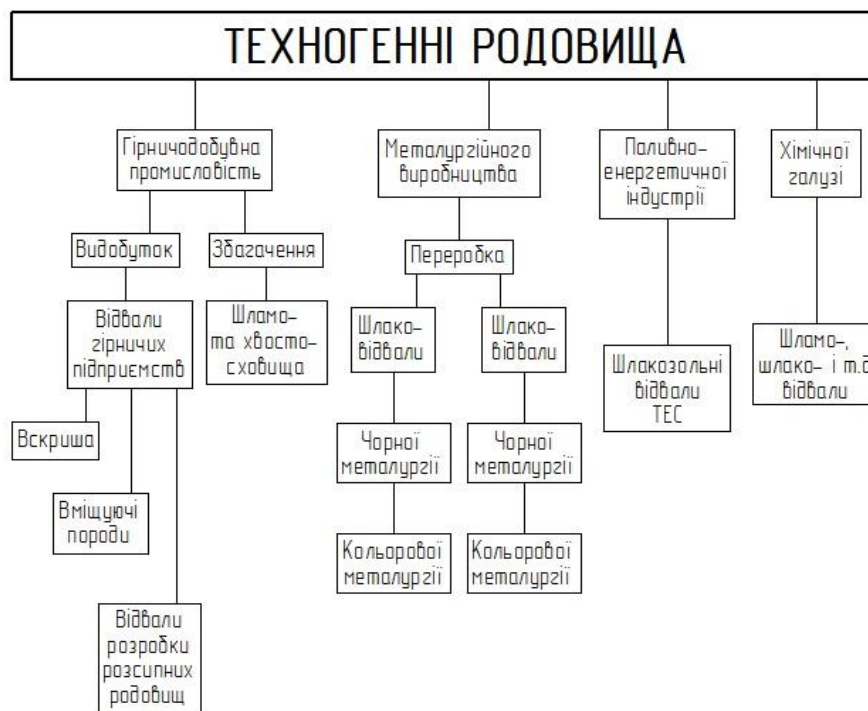 ТЕХНОГЕННІ РОДОВИЩА
Гірничодобувна
промисловість
Металургійного
виробництва
Паливно-
енергетичної
індустрії
Хімічної
галузі
Видобуток
Збагачення
Переробка
Відвали
гірничих
підприємств
Шламо-
та хвосто-
сховища
Шлако-
відвали
Шлако-
відвали
Шлакозольні
відвали
ТЕС
Шламо-,
шлако- і т.д
відвали
Вскриша
Чорної
металургії
Чорної
металургії
Вміщуючі
породи
Кольорової
металургії
Кольорової
металургії
Відвали
розробки
розсипних
родовищ